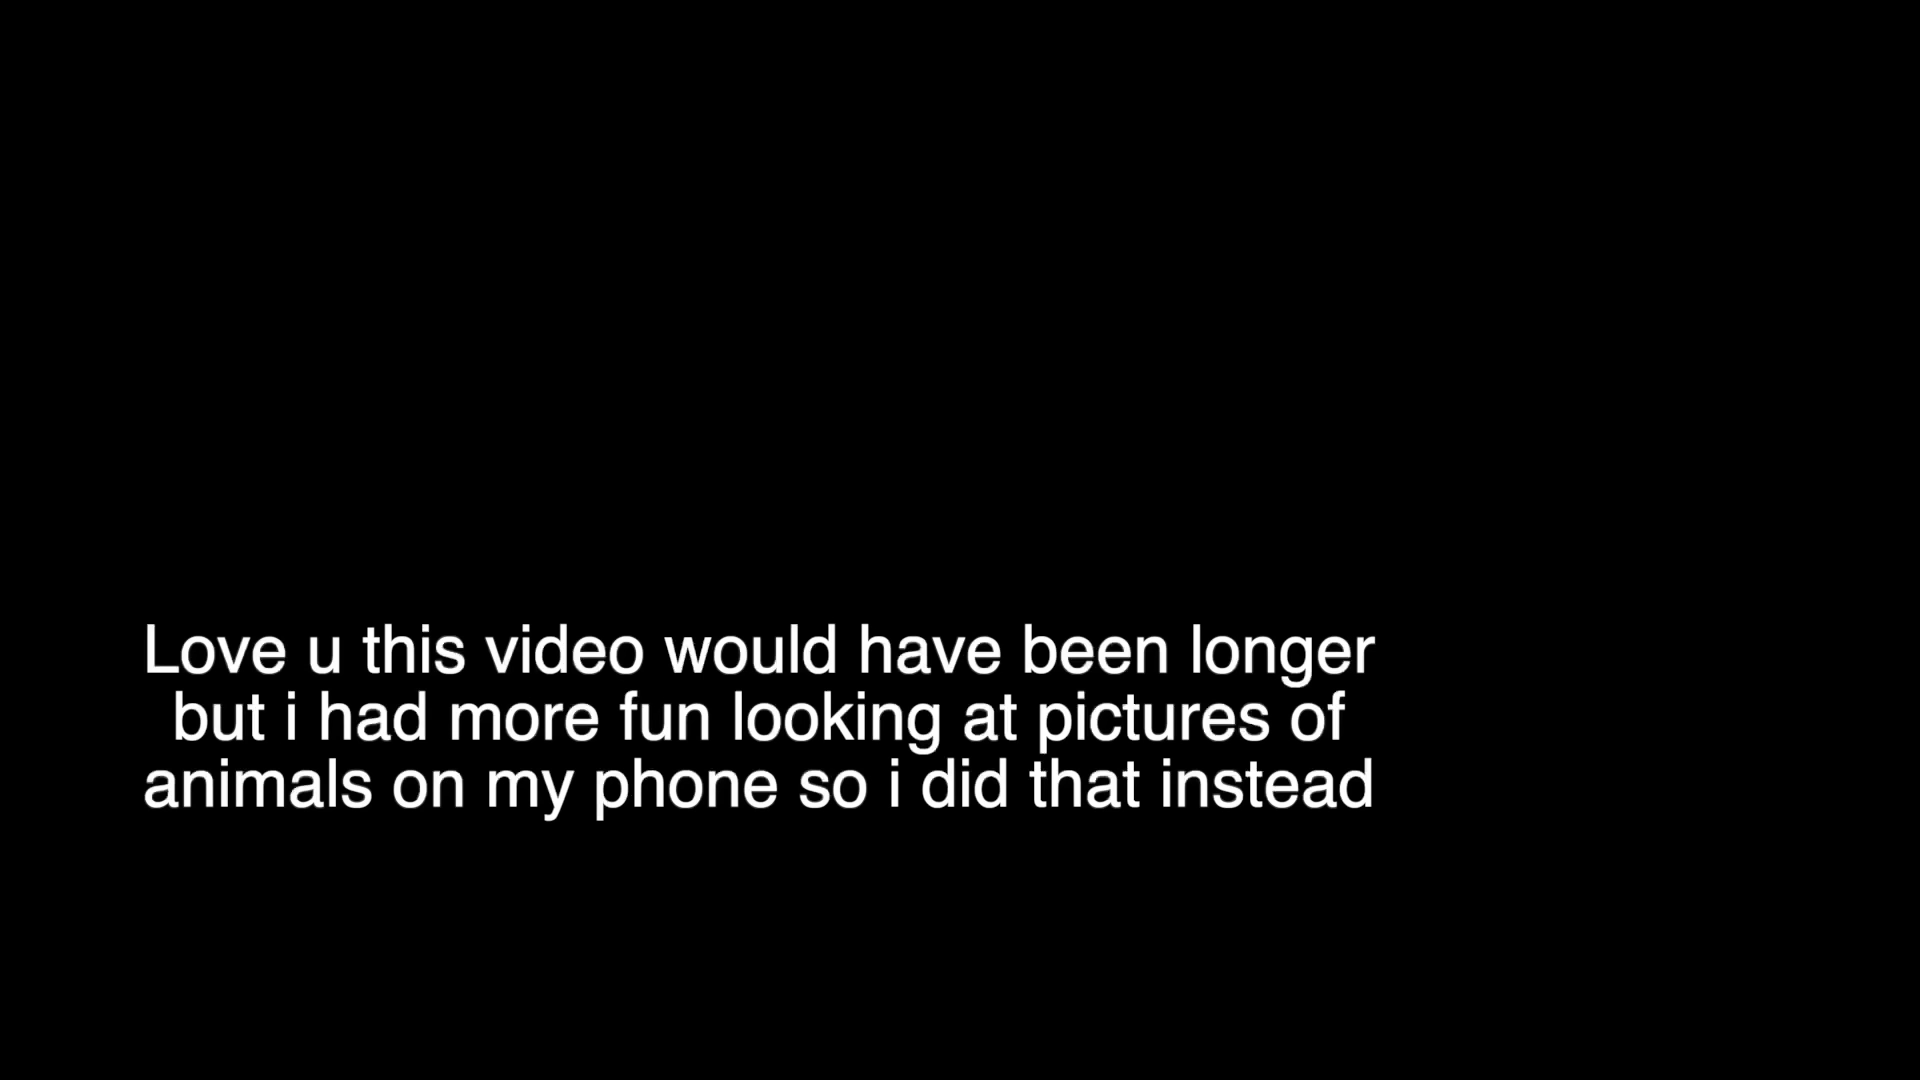 Love u this video would have been longer
but i had more fun looking at pictures of
animals on my phone so i did that instead